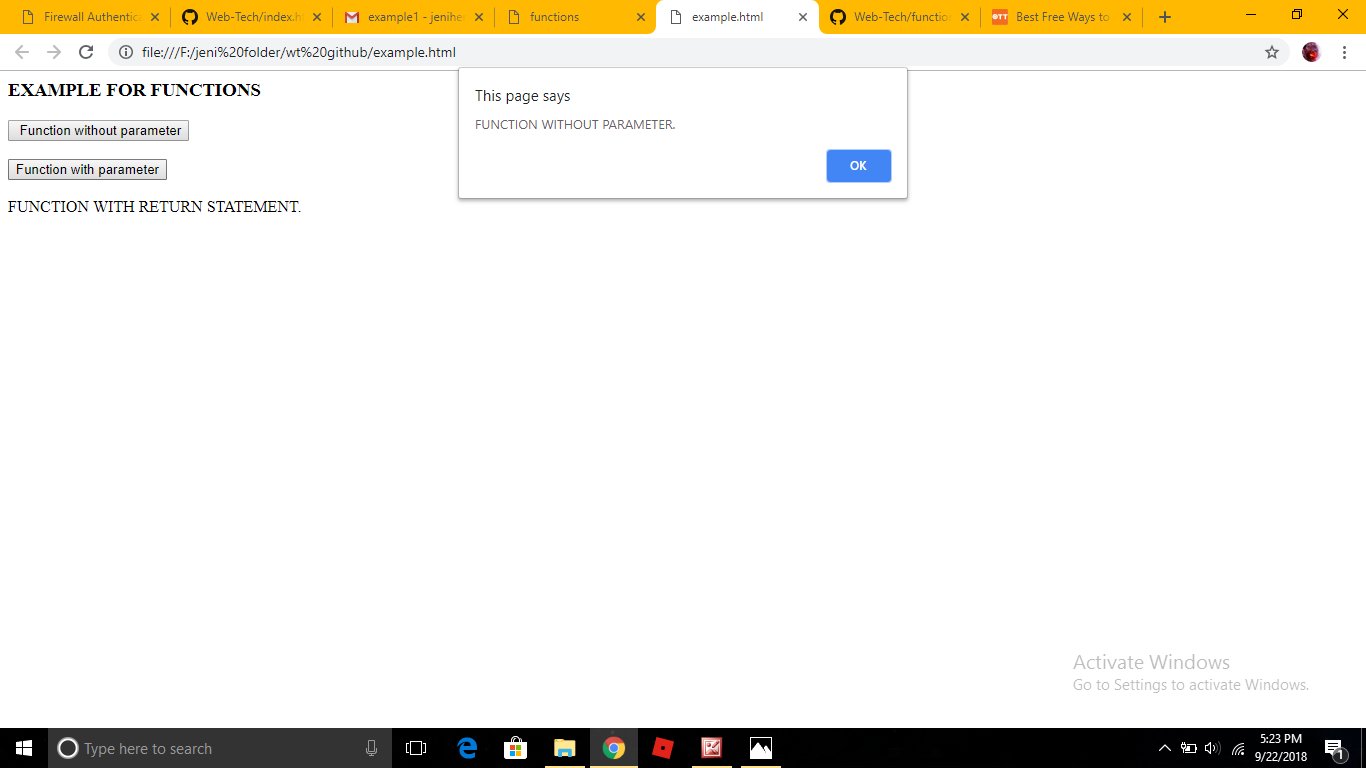 Firewall Authentica
Web-Tech/index.h
example1 - jenihe
functions
example.html
Web-Tech/functio
OTT
Best Free Ways to
file:///F:/jeni%20folder/wt%20github/example.html
EXAMPLE FOR FUNCTIONS
Function without parameter
Function with parameter
FUNCTION WITH RETURN STATEMENT.
This page says
FUNCTION WITHOUT PARAMETER.
OK
Activate Windows
Go to Settings to activate Windows.
Type here to search
5:23 PM
9/22/2018
1